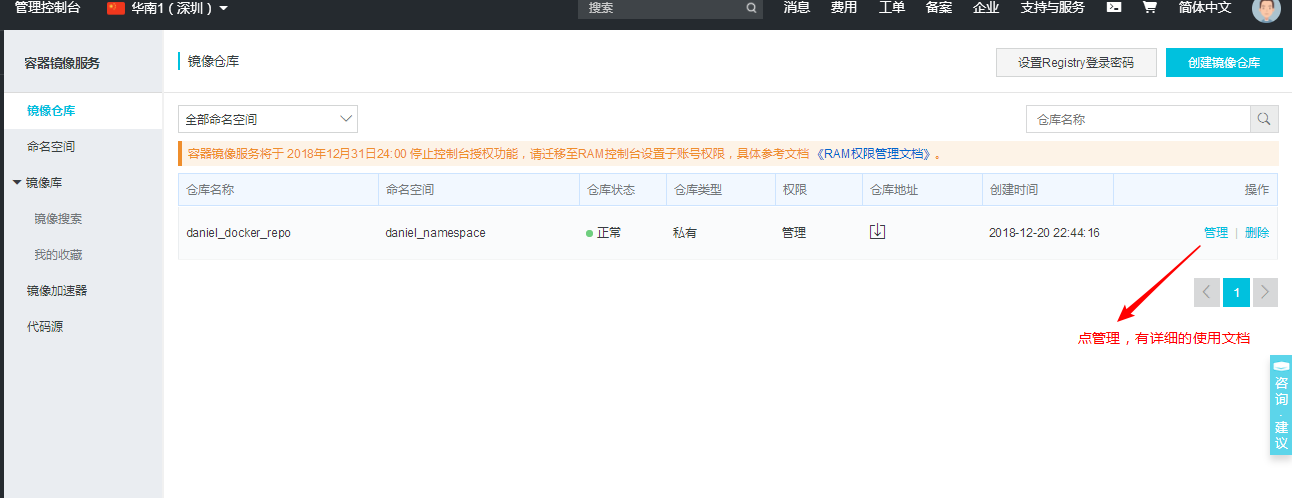 管理控制台 华南1（深圳） 搜索 消息 费用 工单 备案 企业 支持与服务 简体中文
容器镜像服务
镜像仓库
命名空间
镜像库
镜像搜索
我的收藏
镜像加速器
代码源
镜像仓库 设置Registry登录密码 创建镜像仓库
全部命名空间 仓库名称
容器镜像服务将于 2018年12月31日24:00 停止控制台授权功能，请迁移至RAM控制台设置子账号权限，具体参考文档 《RAM权限管理文档》。
仓库名称 命名空间 仓库状态 仓库类型 权限 仓库地址 创建时间 操作
daniel_docker_repo daniel_namespace 正常 私有 管理 2018-12-20 22:44:16 管理 | 删除
1
点管理，有详细的使用文档
咨询·建议